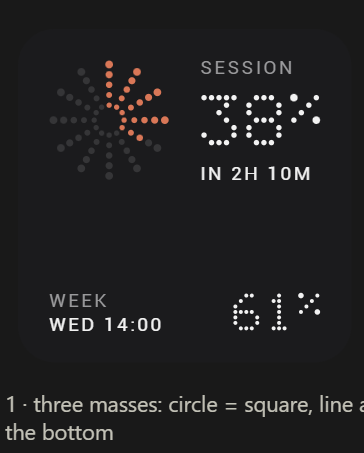 SESSION
38%
IN 2H 10M
WEEK
WED 14:00
61%
1 · three masses: circle = square, line
the bottom